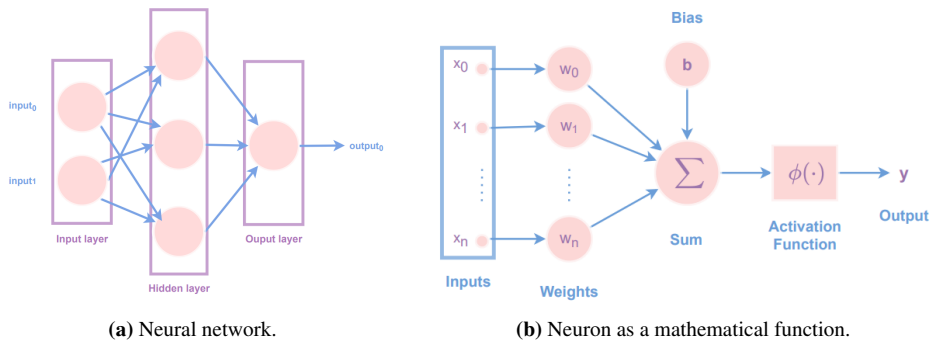 input₀
input₁
Input layer
Hidden layer
Ouput layer
output₀
(a) Neural network.
Bias
b
x₀
w₀
x₁
w₁
xₙ
wₙ
∑
ϕ(·)
y
Inputs
Weights
Sum
Activation
Function
Output
(b) Neuron as a mathematical function.